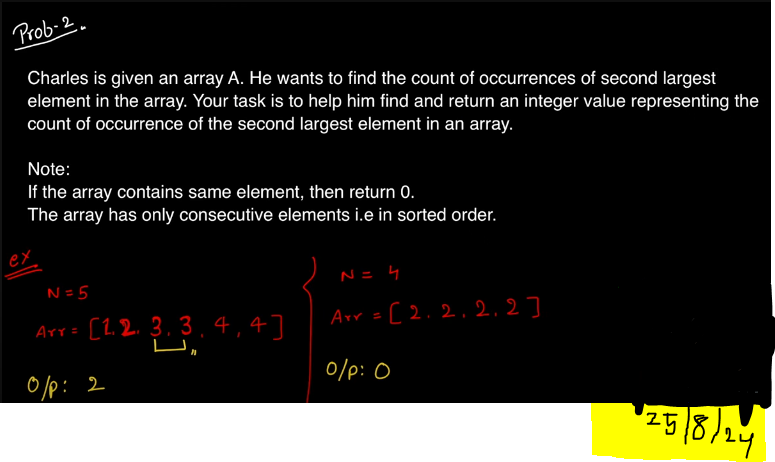 Prob-2.
Charles is given an array A. He wants to find the count of occurrences of second largest
element in the array. Your task is to help him find and return an integer value representing the
count of occurrence of the second largest element in an array.
Note:
If the array contains same element, then return 0.
The array has only consecutive elements i.e in sorted order.
ex
N = 5
Arr = [1, 2, 3, 3, 4, 4]
O/p: 2
N = 4
Arr = [2, 2, 2, 2]
O/p: 0
25/8/24